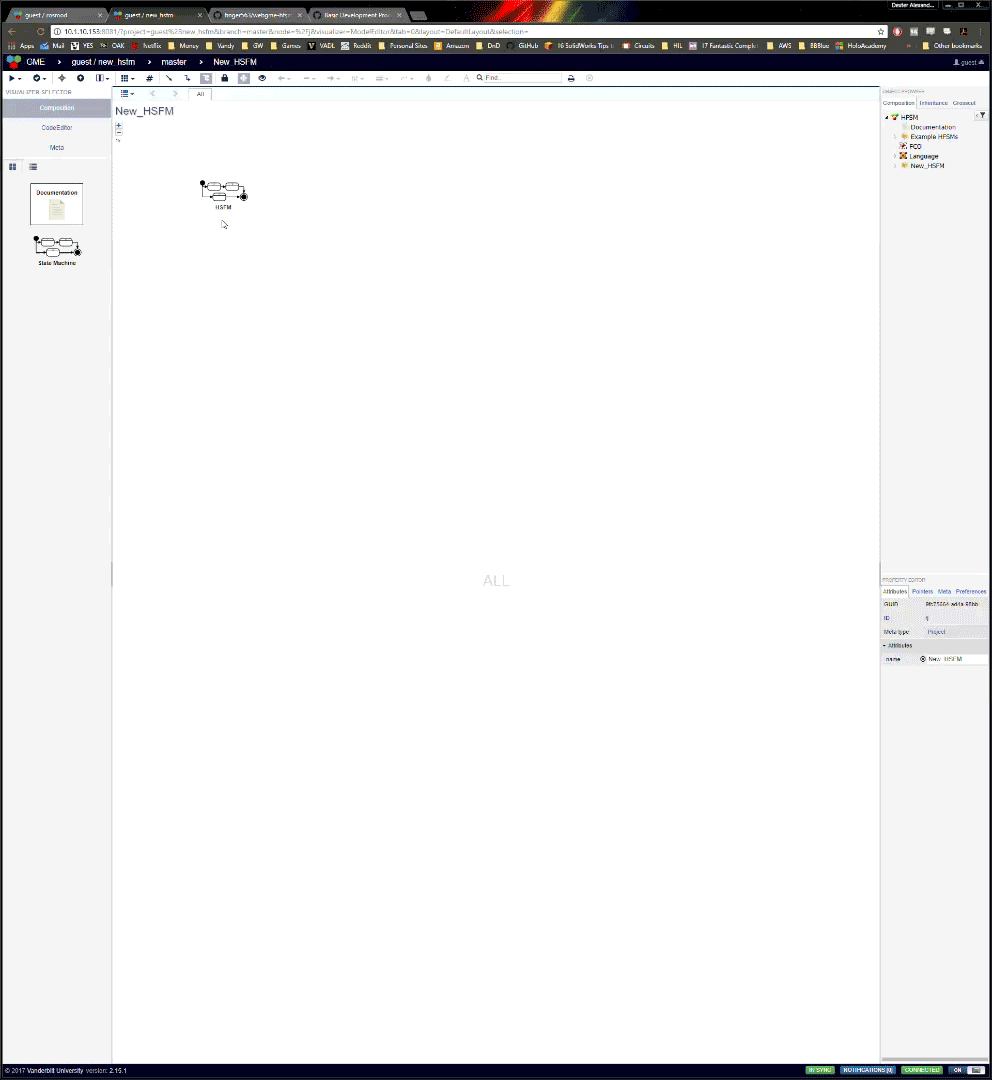 Dexter Alexand...
guest / rosmod
guest / new_hsfm
finger563/webgme-hfsm
Basic Development Proc
10.1.10.153:8081/?project=guest%2Fnew_hsfm&branch=master&node=%2Fj&visualizer=ModelEditor&tab=0&layout=DefaultLayout&selection=
Apps Mail YES OAK Netflix Money Vandy GW Games VADL Reddit Personal Sites Amazon DnD GitHub SolidWorks Tips Circuits HIL 17 Fantastic Comple AWS BBBlue HoloAcademy Other bookmarks
GME guest / new_hsfm master New_HSFM guest
Find..
VISUALIZER SELECTOR
Composition
CodeEditor
Meta
Documentation
State Machine
All
New_HSFM
HSFM
ALL
OBJECT BROWSER
Composition Inheritance Crosscut
HFSM
Documentation
Example HFSMs
FCO
Language
New_HSFM
PROPERTY EDITOR
Attributes Pointers Meta Preferences
GUID
ID /j
Meta type Project
Attributes
name New_HSFM
© 2017 Vanderbilt University version: 2.15.1
IN SYNC NOTIFICATIONS [0] CONNECTED ON